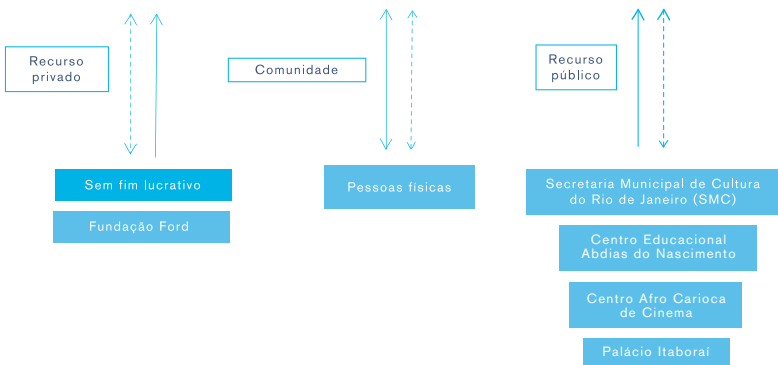 Recurso
privado
Comunidade
Recurso
público
Sem fim lucrativo
Fundação Ford
Pessoas físicas
Secretaria Municipal de Cultura
do Rio de Janeiro (SMC)
Centro Educacional
Abdias do Nascimento
Centro Afro Carioca
de Cinema
Palácio Itaboraí